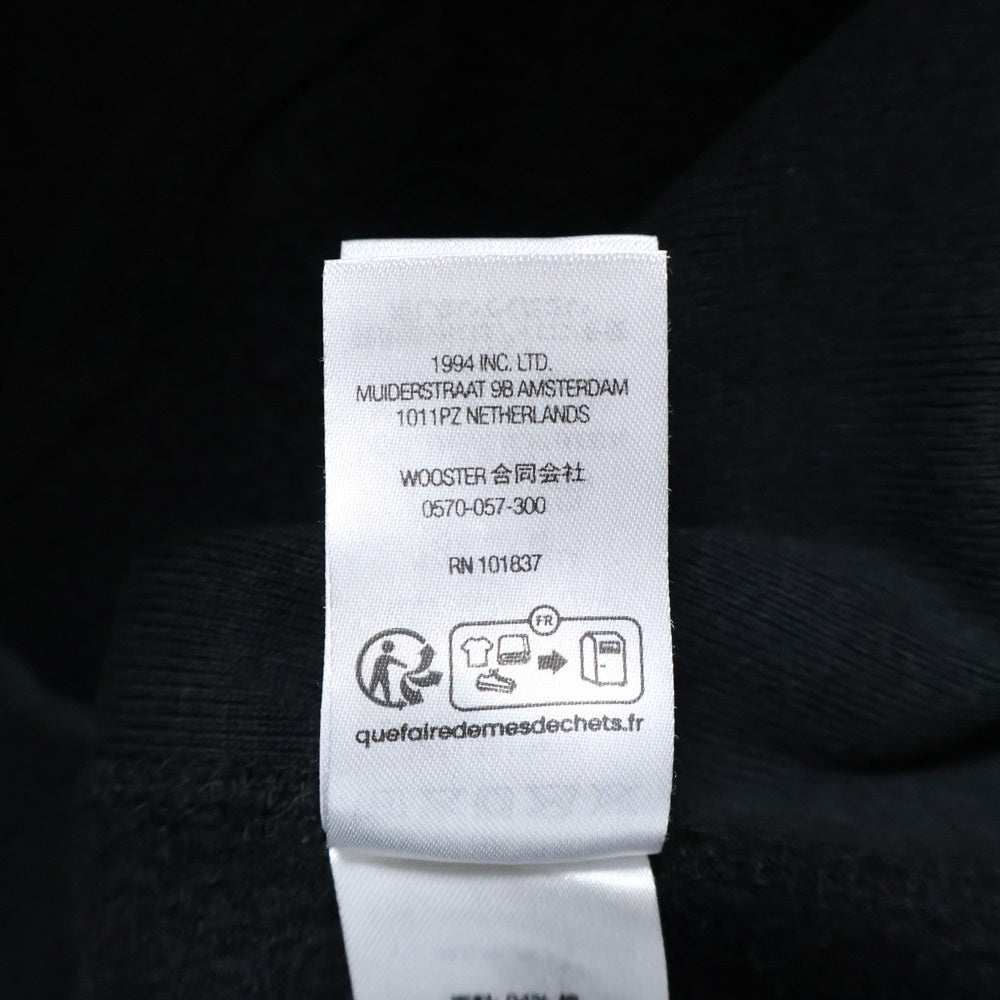 1994 INC. LTD.
MUIDERSTRAAT 9B AMSTERDAM
1011PZ NETHERLANDS
WOOSTER 合同会社
0570-057-300
RN 101837
FR
quefairedemesdechets.fr